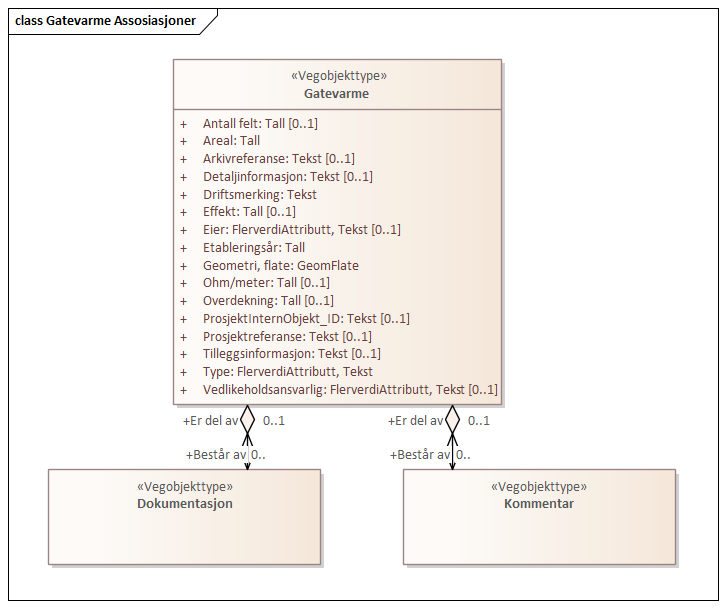 class Gatevarme Assosiasjoner
«Vegobjekttype»
Gatevarme
+ Antall felt: Tall [0..1]
+ Areal: Tall
+ Arkivreferanse: Tekst [0..1]
+ Detaljinformasjon: Tekst [0..1]
+ Driftsmerking: Tekst
+ Effekt: Tall [0..1]
+ Eier: FlerverdiAttributt, Tekst [0..1]
+ Etableringsår: Tall
+ Geometri, flate: GeomFlate
+ Ohm/meter: Tall [0..1]
+ Overdekning: Tall [0..1]
+ ProsjektInternObjekt_ID: Tekst [0..1]
+ Prosjektreferanse: Tekst [0..1]
+ Tilleggsinformasjon: Tekst [0..1]
+ Type: FlerverdiAttributt, Tekst
+ Vedlikeholdsansvarlig: FlerverdiAttributt, Tekst [0..1]
+Er del av 0..1 +Er del av 0..1
+Består av 0.. +Består av 0..
«Vegobjekttype» «Vegobjekttype»
Dokumentasjon Kommentar